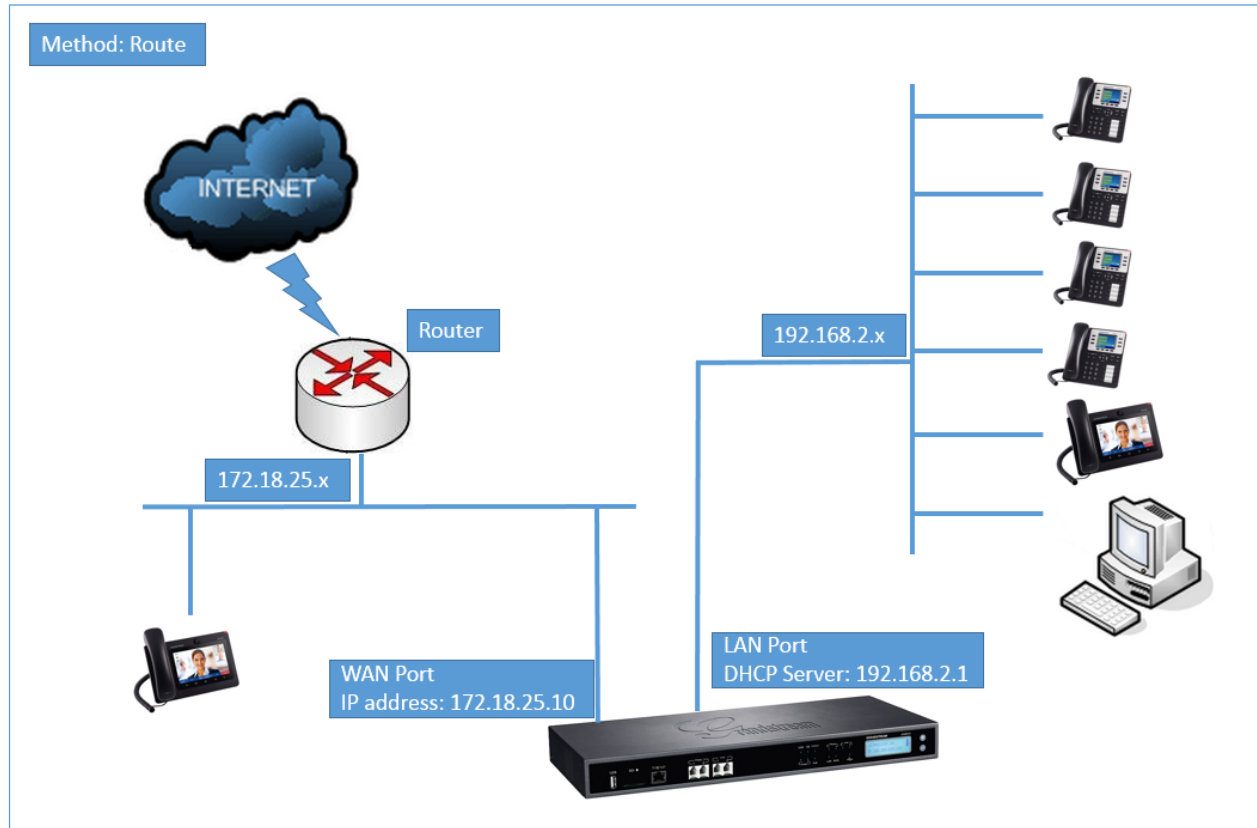 Method: Route
INTERNET
Router
192.168.2.x
172.18.25.x
LAN Port
DHCP Server: 192.168.2.1
WAN Port
IP address: 172.18.25.10
Grandstream